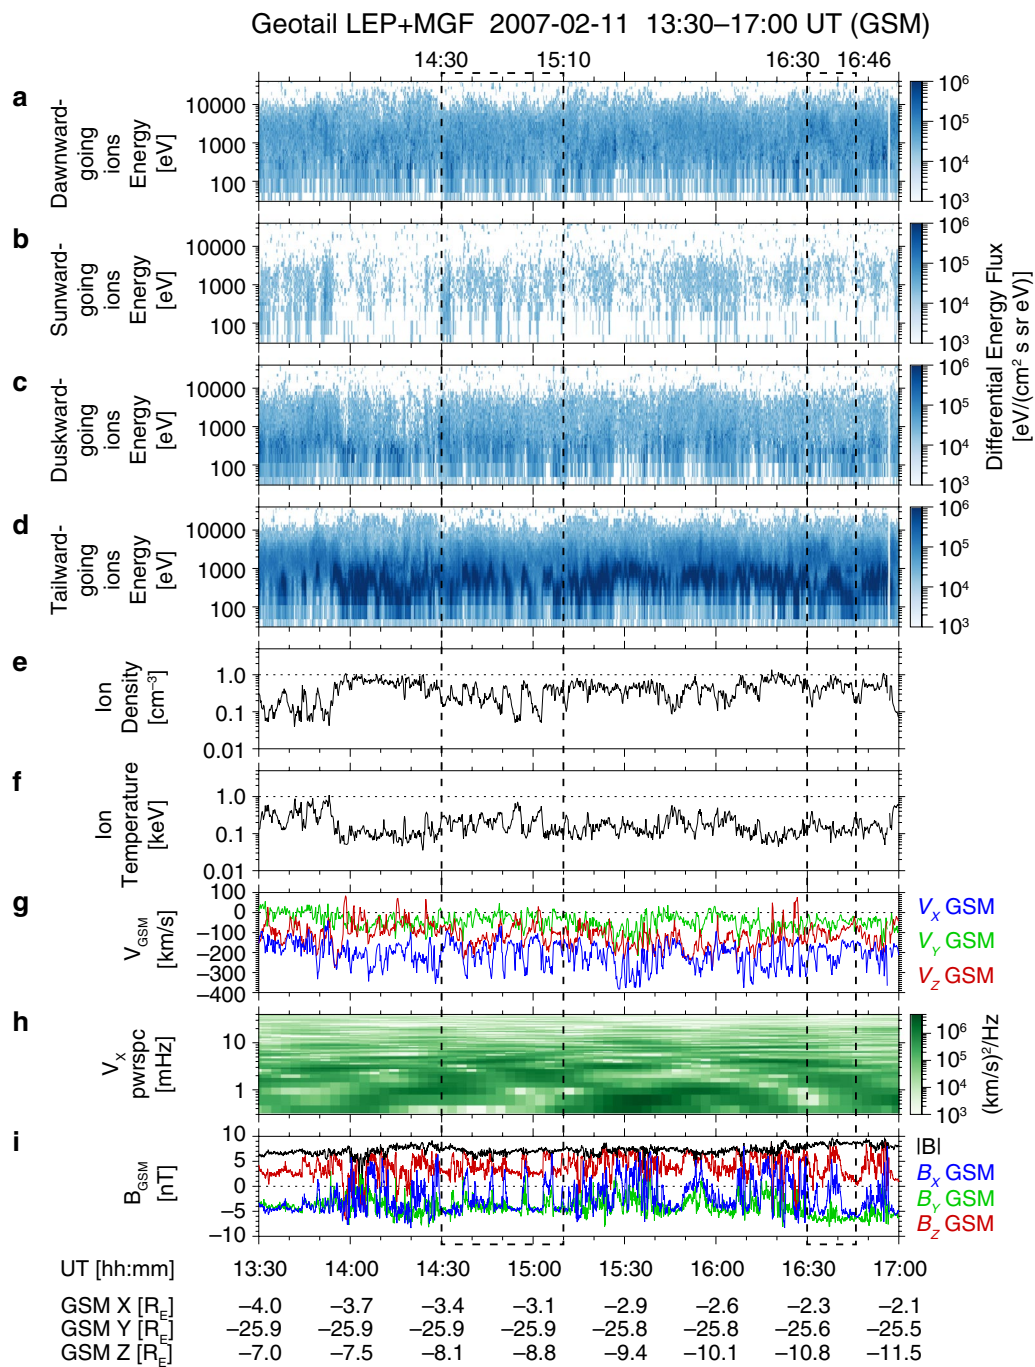 Geotail LEP+MGF 2007-02-11 13:30–17:00 UT (GSM)
14:30 15:10 16:30 16:46
a
Dawnward-
going
ions
Energy
[eV]
10000
1000
100
10⁶
10⁵
10⁴
10³
b
Sunward-
going
ions
Energy
[eV]
10000
1000
100
10⁶
10⁵
10⁴
10³
c
Duskward-
going
ions
Energy
[eV]
10000
1000
100
10⁶
10⁵
10⁴
10³
d
Tailward-
going
ions
Energy
[eV]
10000
1000
100
10⁶
10⁵
10⁴
10³
Differential Energy Flux
[eV/(cm² s sr eV)]
e
Ion
Density
[cm⁻³]
1.0
0.1
0.01
f
Ion
Temperature
[keV]
1.0
0.1
0.01
g
V_GSM
[km/s]
100
0
−100
−200
−300
−400
V_X GSM
V_Y GSM
V_Z GSM
h
V_X
pwrspc
[mHz]
10
1
10⁶
10⁵
10⁴
10³
(km/s)²/Hz
i
B_GSM
[nT]
10
5
0
−5
−10
|B|
B_X GSM
B_Y GSM
B_Z GSM
UT [hh:mm] 13:30 14:00 14:30 15:00 15:30 16:00 16:30 17:00
GSM X [R_E] −4.0 −3.7 −3.4 −3.1 −2.9 −2.6 −2.3 −2.1
GSM Y [R_E] −25.9 −25.9 −25.9 −25.9 −25.8 −25.8 −25.6 −25.5
GSM Z [R_E] −7.0 −7.5 −8.1 −8.8 −9.4 −10.1 −10.8 −11.5